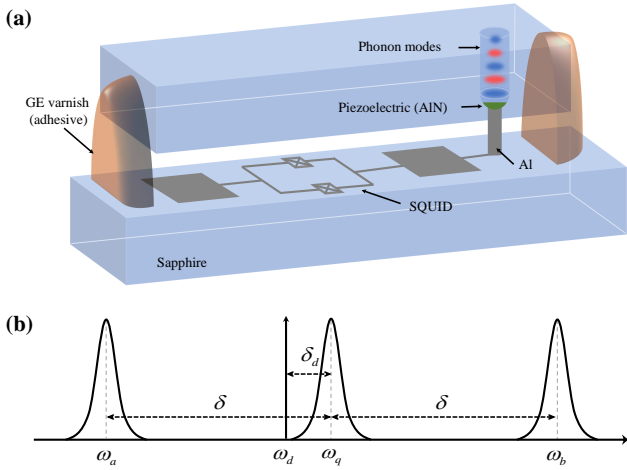 (a)
Phonon modes
GE varnish
(adhesive)
Piezoelectric (AlN)
Al
SQUID
Sapphire
(b)
δ_d
δ
δ
ω_a
ω_d
ω_q
ω_b